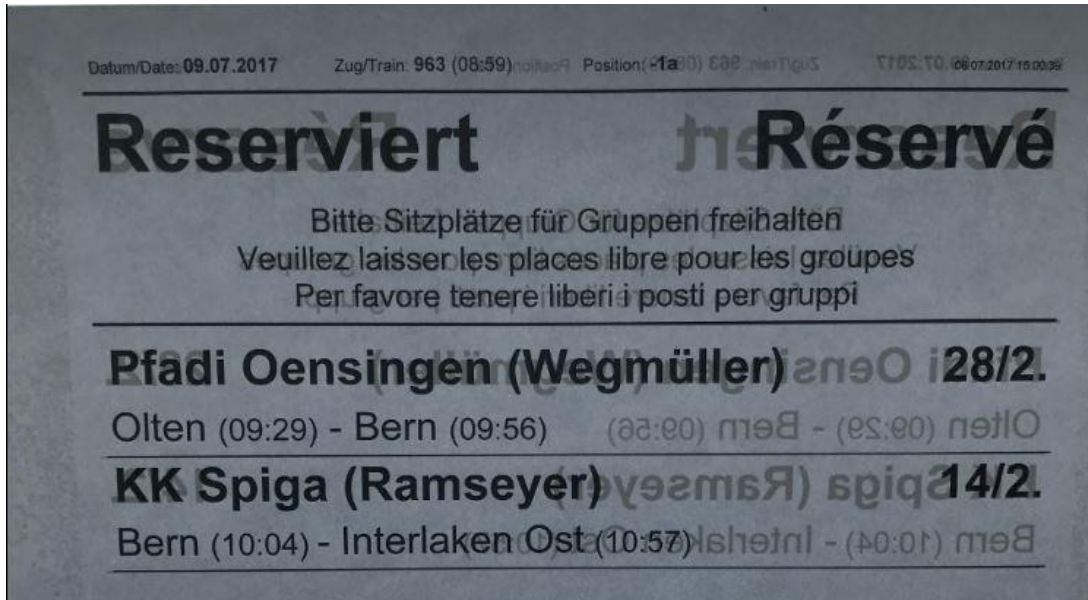 Datum/Date: 09.07.2017 Zug/Train: 963 (08:59) Position: -1a 08.07.2017 15:00:39
Reserviert Réservé
Bitte Sitzplätze für Gruppen freihalten
Veuillez laisser les places libre pour les groupes
Per favore tenere liberi i posti per gruppi
Pfadi Oensingen (Wegmüller) 28/2.
Olten (09:29) - Bern (09:56)
KK Spiga (Ramseyer) 14/2.
Bern (10:04) - Interlaken Ost (10:57)